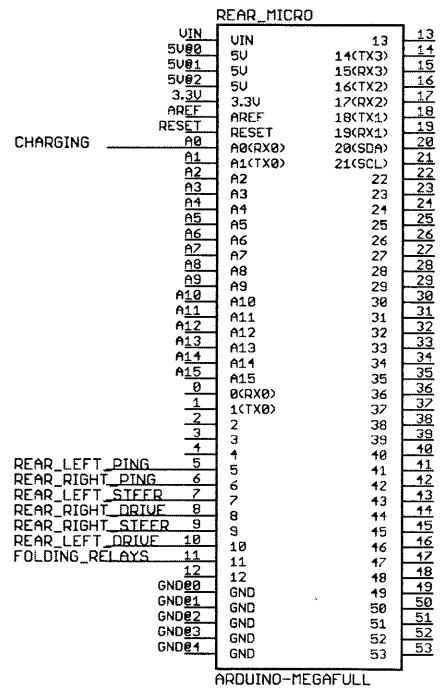 REAR_MICRO
VIN VIN 13 13
5V@0 5V 14(TX3) 14
5V@1 5V 15(RX3) 15
5V@2 5V 16(TX2) 16
3.3V 3.3V 17(RX2) 17
AREF AREF 18(TX1) 18
RESET RESET 19(RX1) 19
CHARGING A0 A0(RX0) 20(SDA) 20
A1 A1(TX0) 21(SCL) 21
A2 A2 22 22
A3 A3 23 23
A4 A4 24 24
A5 A5 25 25
A6 A6 26 26
A7 A7 27 27
A8 A8 28 28
A9 A9 29 29
A10 A10 30 30
A11 A11 31 31
A12 A12 32 32
A13 A13 33 33
A14 A14 34 34
A15 A15 35 35
0 0(RX0) 36 36
1 1(TX0) 37 37
2 2 38 38
3 3 39 39
4 4 40 40
REAR_LEFT_PING 5 5 41 41
REAR_RIGHT_PING 6 6 42 42
REAR_LEFT_STEER 7 7 43 43
REAR_RIGHT_DRIVE 8 8 44 44
REAR_RIGHT_STEER 9 9 45 45
REAR_LEFT_DRIVE 10 10 46 46
FOLDING_RELAYS 11 11 47 47
12 12 48 48
GND@0 GND 49 49
GND@1 GND 50 50
GND@2 GND 51 51
GND@3 GND 52 52
GND@4 GND 53 53
ARDUINO-MEGAFULL